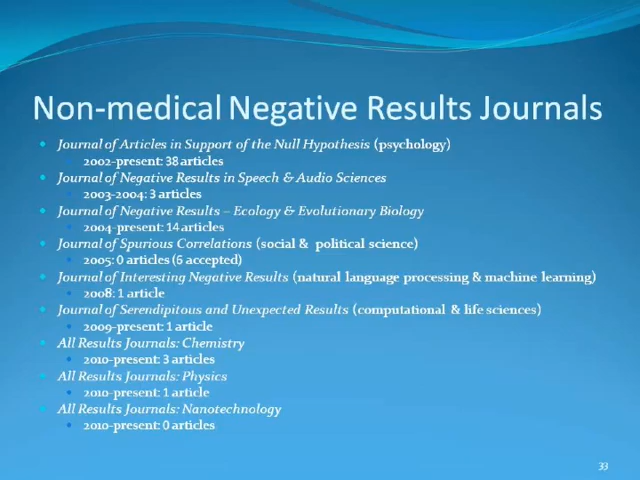 Non-medical Negative Results Journals
Journal of Articles in Support of the Null Hypothesis (psychology)
2002-present: 38 articles
Journal of Negative Results in Speech & Audio Sciences
2003-2004: 3 articles
Journal of Negative Results – Ecology & Evolutionary Biology
2004-present: 14 articles
Journal of Spurious Correlations (social & political science)
2005: 0 articles (6 accepted)
Journal of Interesting Negative Results (natural language processing & machine learning)
2008: 1 article
Journal of Serendipitous and Unexpected Results (computational & life sciences)
2009-present: 1 article
All Results Journals: Chemistry
2010-present: 3 articles
All Results Journals: Physics
2010-present: 1 article
All Results Journals: Nanotechnology
2010-present: 0 articles
33